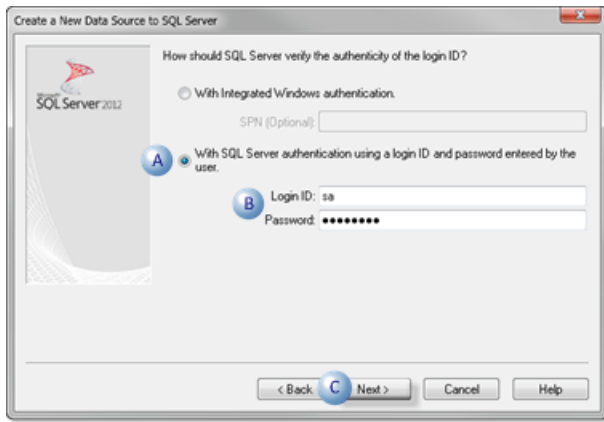 Create a New Data Source to SQL Server
How should SQL Server verify the authenticity of the login ID?
Microsoft
SQL Server 2012
With Integrated Windows authentication.
SPN (Optional):
A
With SQL Server authentication using a login ID and password entered by the
user.
B
Login ID: sa
Password: ●●●●●●●●
< Back
C
Next >
Cancel
Help